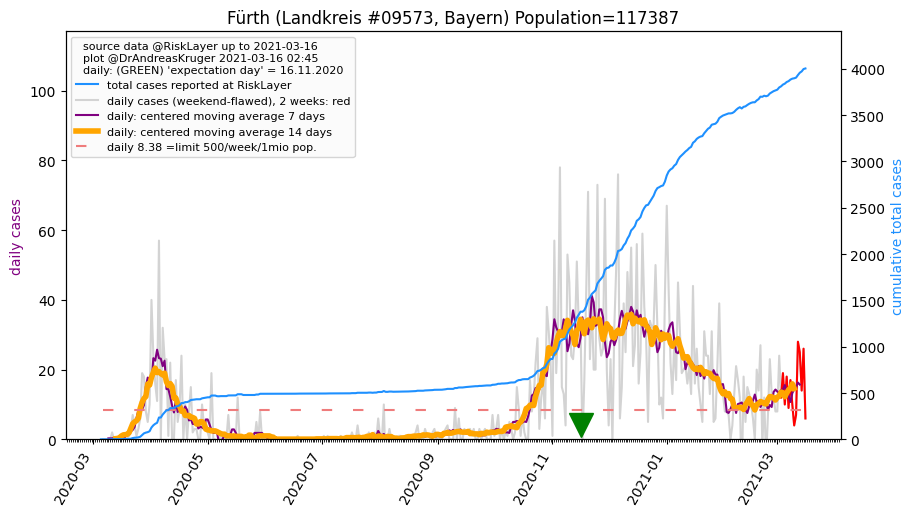 Fürth (Landkreis #09573, Bayern) Population=117387
source data @RiskLayer up to 2021-03-16
plot @DrAndreasKruger 2021-03-16 02:45
daily: (GREEN) 'expectation day' = 16.11.2020
total cases reported at RiskLayer
daily cases (weekend-flawed), 2 weeks: red
daily: centered moving average 7 days
daily: centered moving average 14 days
daily 8.38 =limit 500/week/1mio pop.
daily cases
100
80
60
40
20
0
cumulative total cases
4000
3500
3000
2500
2000
1500
1000
500
0
2020-03
2020-05
2020-07
2020-09
2020-11
2021-01
2021-03